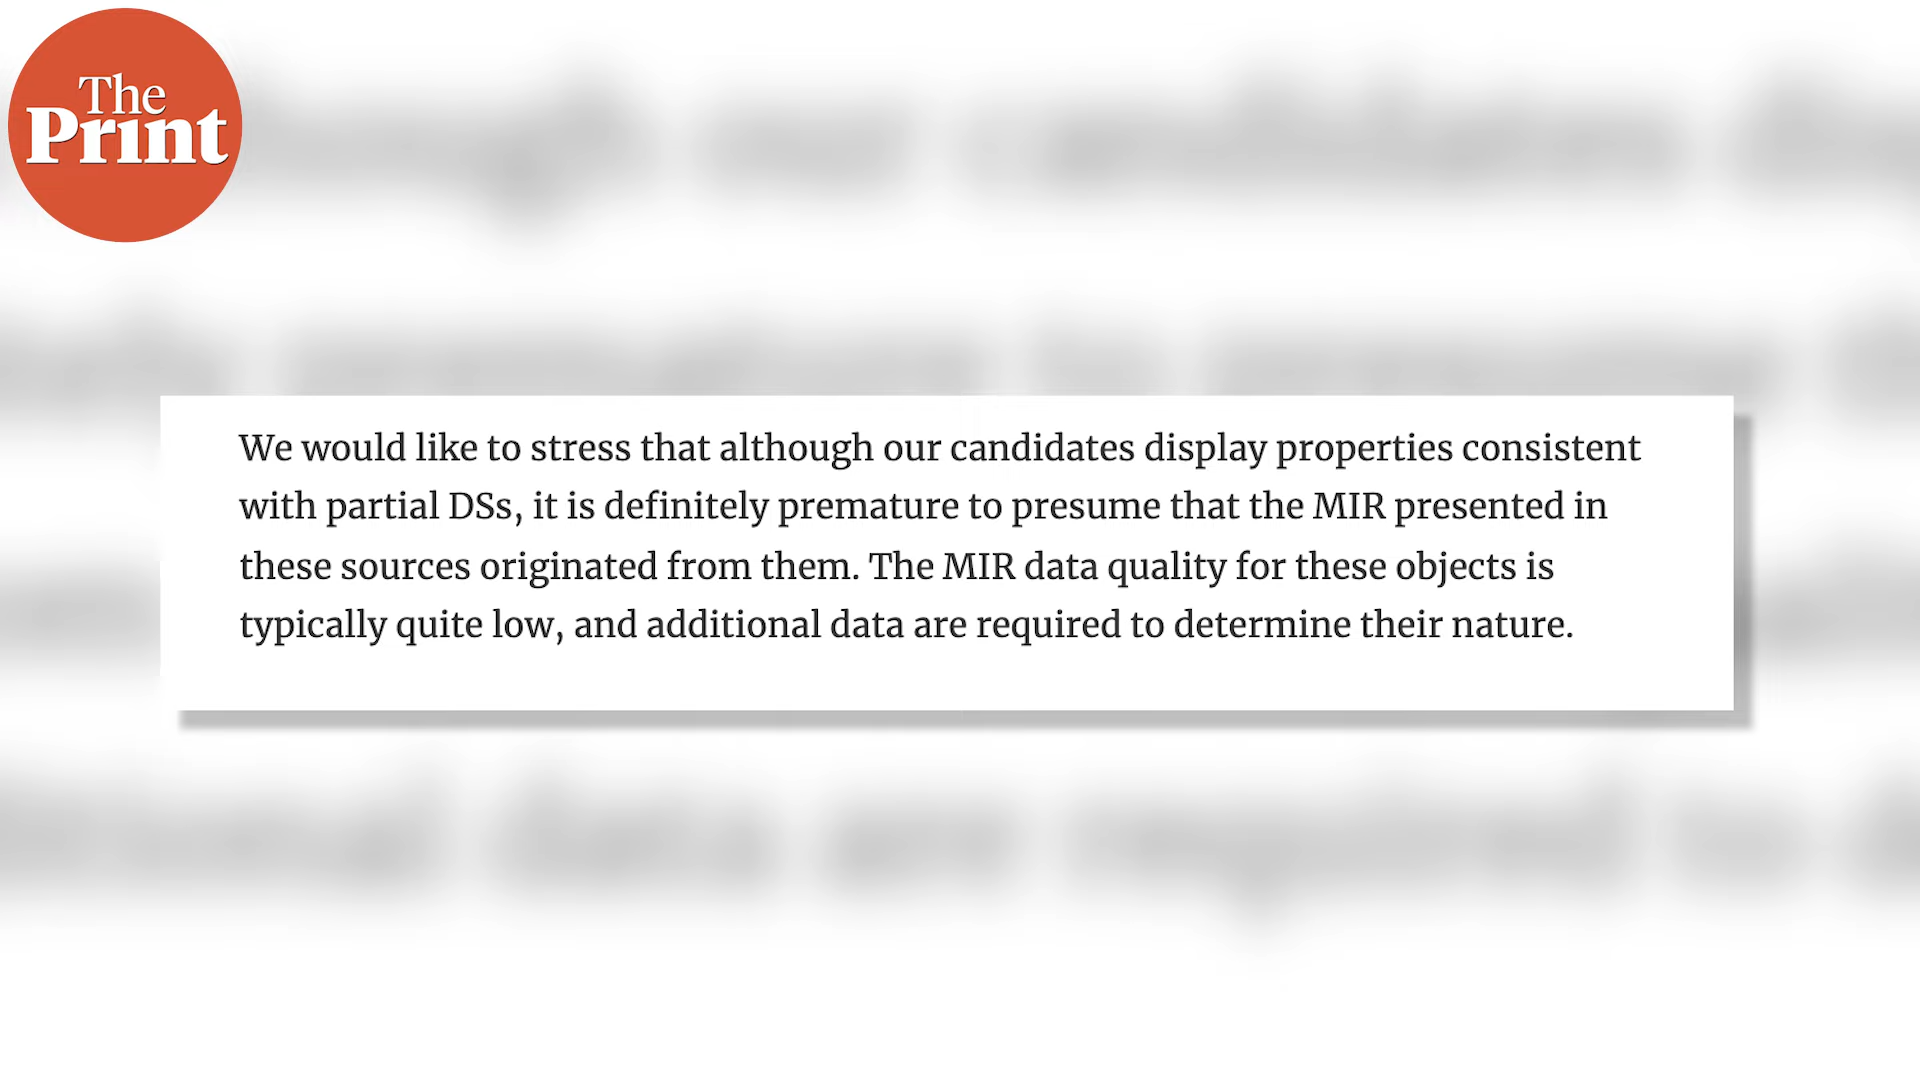 The
Print
We would like to stress that although our candidates display properties consistent
with partial DSs, it is definitely premature to presume that the MIR presented in
these sources originated from them. The MIR data quality for these objects is
typically quite low, and additional data are required to determine their nature.